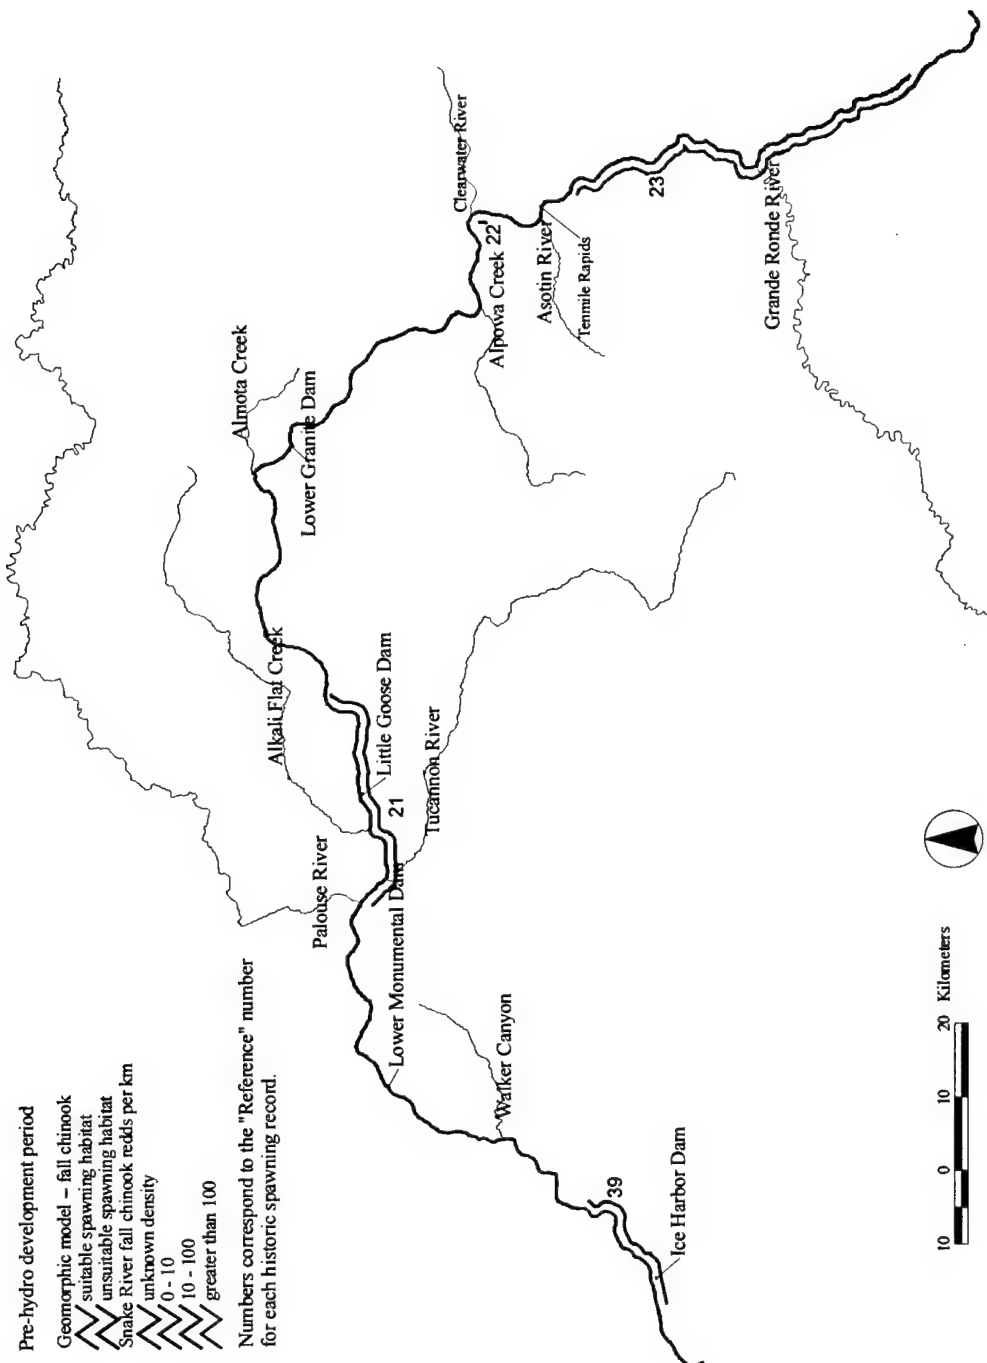 Pre-hydro development period
Geomorphic model – fall chinook
suitable spawning habitat
unsuitable spawning habitat
Snake River fall chinook redds per km
unknown density
0 - 10
10 - 100
greater than 100
Numbers correspond to the "Reference" number
for each historic spawning record.
Palouse River
Alkali Flat Creek
Almota Creek
Lower Granite Dam
Clearwater River
22
Alpowa Creek
Asotin River
Tenmile Rapids
23
Grande Ronde River
Little Goose Dam
21
Tucannon River
Lower Monumental Dam
Lower Monumental Dam
Walker Canyon
39
Ice Harbor Dam
10 0 10 20 Kilometers